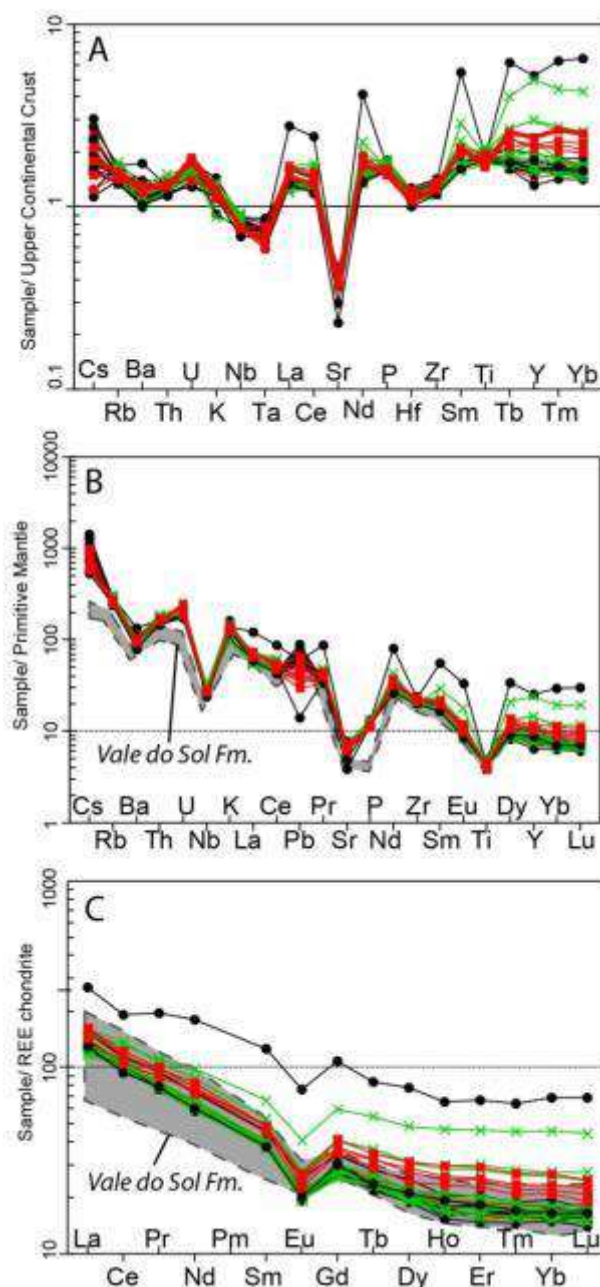 A
Sample/ Upper Continental Crust
10
1
0.1
Cs Ba U Nb La Sr P Zr Ti Y Yb
Rb Th K Ta Ce Nd Hf Sm Tb Tm
B
Sample/ Primitive Mantle
10000
1000
100
10
1
Vale do Sol Fm.
Cs Ba U K Ce Pr P Zr Eu Dy Yb
Rb Th Nb La Pb Sr Nd Sm Ti Y Lu
C
Sample/ REE chondrite
1000
100
10
Vale do Sol Fm.
La Pr Pm Eu Tb Ho Tm Lu
Ce Nd Sm Gd Dy Er Yb